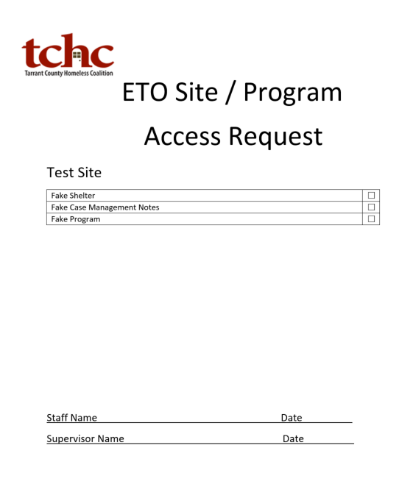 tchc
Tarrant County Homeless Coalition
ETO Site / Program
Access Request
Test Site
Fake Shelter ☐
Fake Case Management Notes ☐
Fake Program ☐
Staff Name Date
Supervisor Name Date